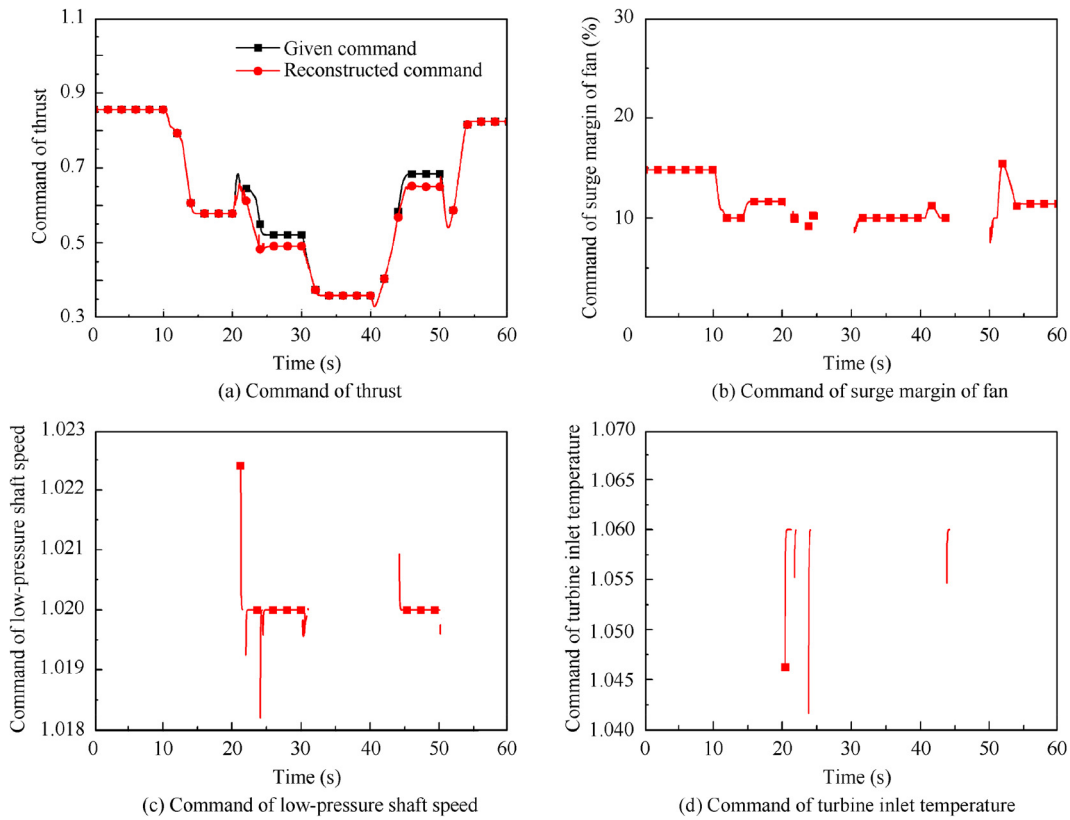 1.1
0.9
0.7
0.5
0.3
Command of thrust
Given command
Reconstructed command
0 10 20 30 40 50 60
Time (s)
(a) Command of thrust
30
20
10
Command of surge margin of fan (%)
0 10 20 30 40 50 60
Time (s)
(b) Command of surge margin of fan
1.023
1.022
1.021
1.020
1.019
1.018
Command of low-pressure shaft speed
0 10 20 30 40 50 60
Time (s)
(c) Command of low-pressure shaft speed
1.070
1.065
1.060
1.055
1.050
1.045
1.040
Command of turbine inlet temperature
0 10 20 30 40 50 60
Time (s)
(d) Command of turbine inlet temperature